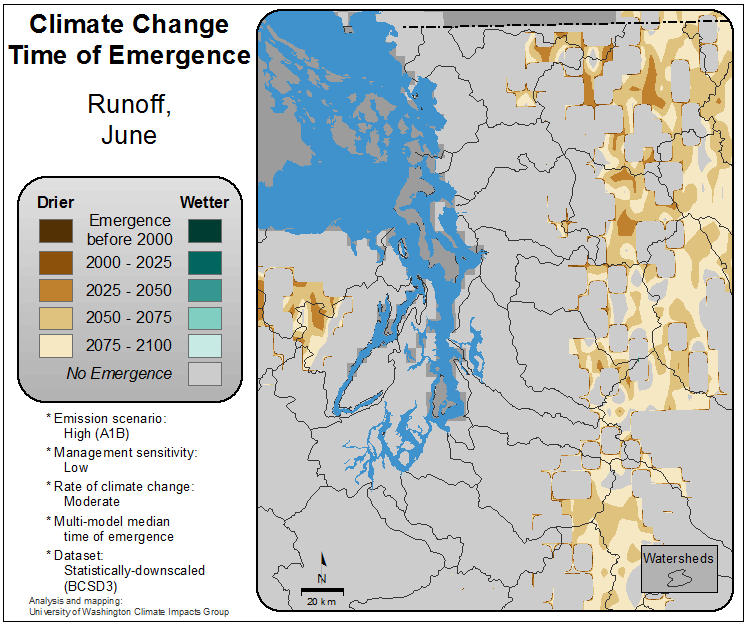 Climate Change
Time of Emergence
Runoff,
June
Drier
Wetter
Emergence
before 2000
2000 - 2025
2025 - 2050
2050 - 2075
2075 - 2100
No Emergence
* Emission scenario:
High (A1B)
* Management sensitivity:
Low
* Rate of climate change:
Moderate
* Multi-model median
time of emergence
* Dataset:
Statistically-downscaled
(BCSD3)
Analysis and mapping:
University of Washington Climate Impacts Group
N
20 km
Watersheds